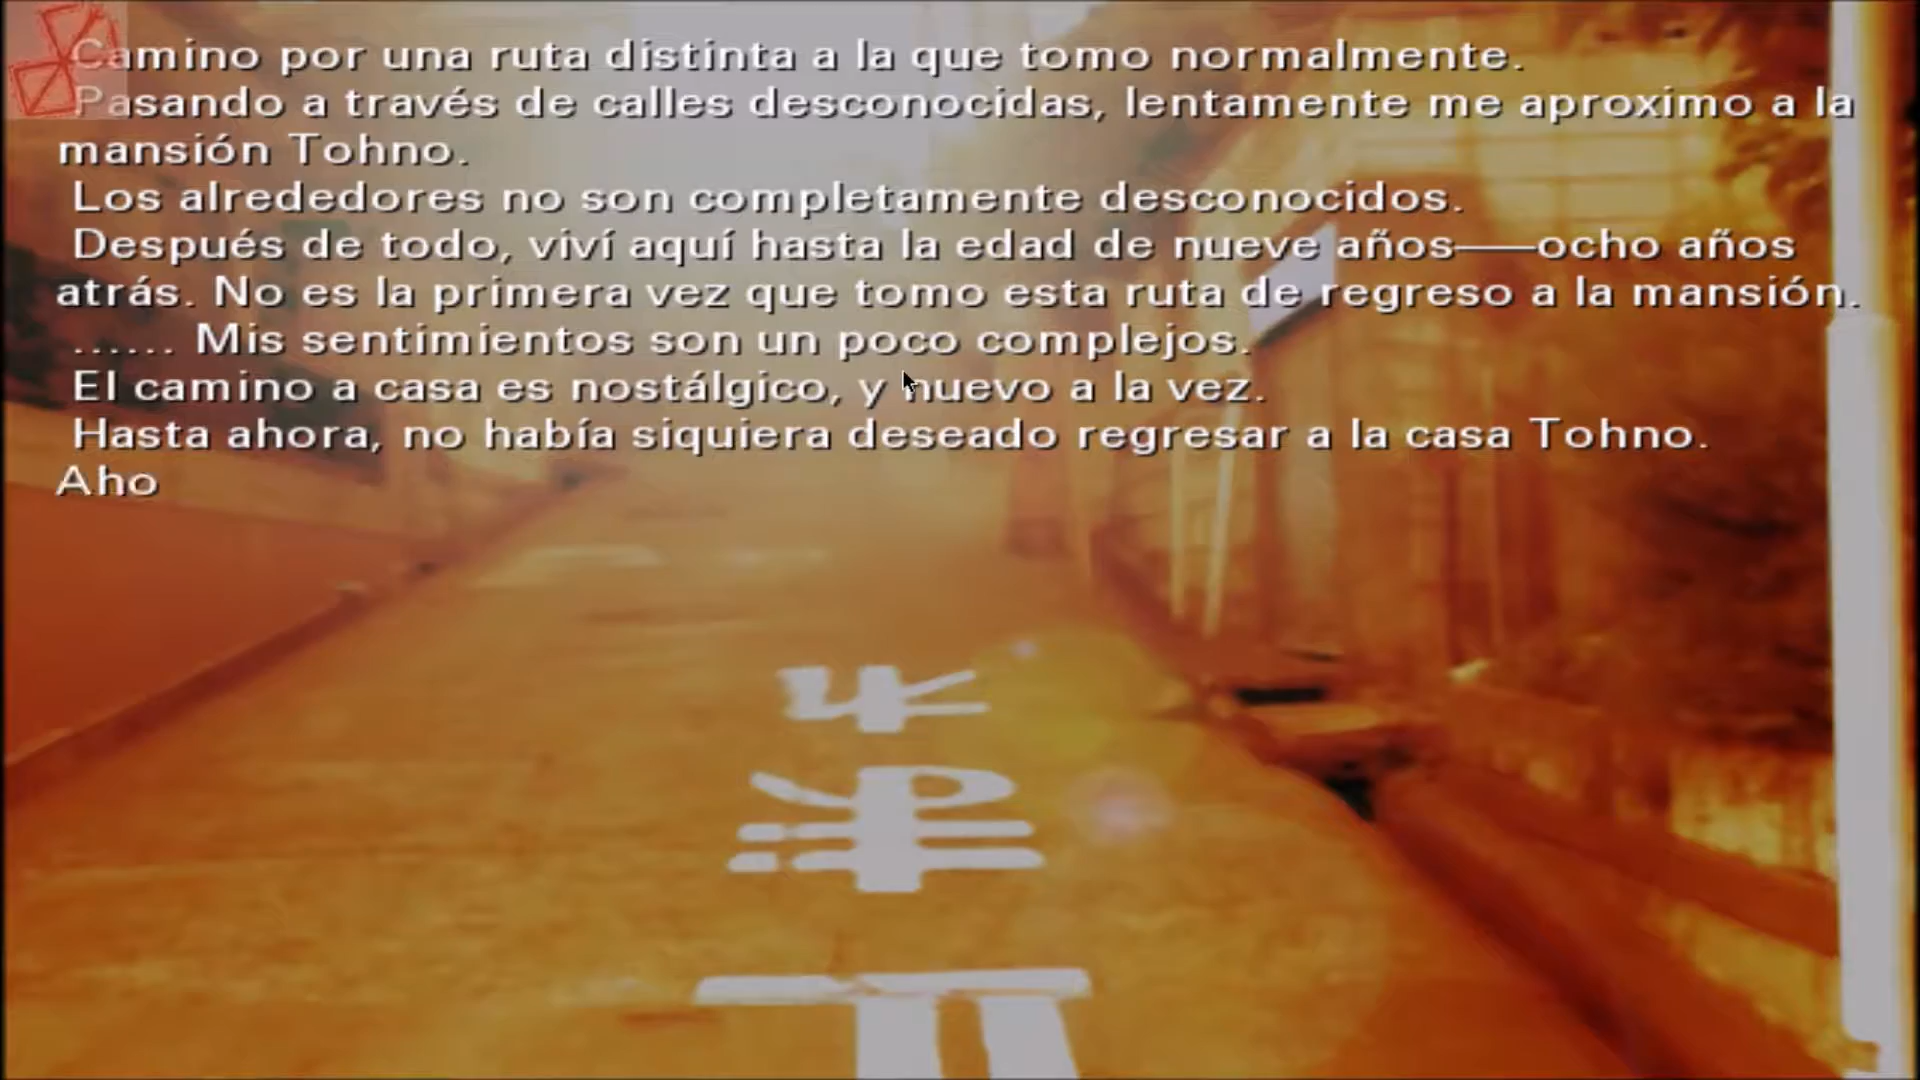 Camino por una ruta distinta a la que tomo normalmente.
Pasando a través de calles desconocidas, lentamente me aproximo a la
mansión Tohno.
Los alrededores no son completamente desconocidos.
Después de todo, viví aquí hasta la edad de nueve años——ocho años
atrás. No es la primera vez que tomo esta ruta de regreso a la mansión.
...... Mis sentimientos son un poco complejos.
El camino a casa es nostálgico, y nuevo a la vez.
Hasta ahora, no había siquiera deseado regresar a la casa Tohno.
Aho